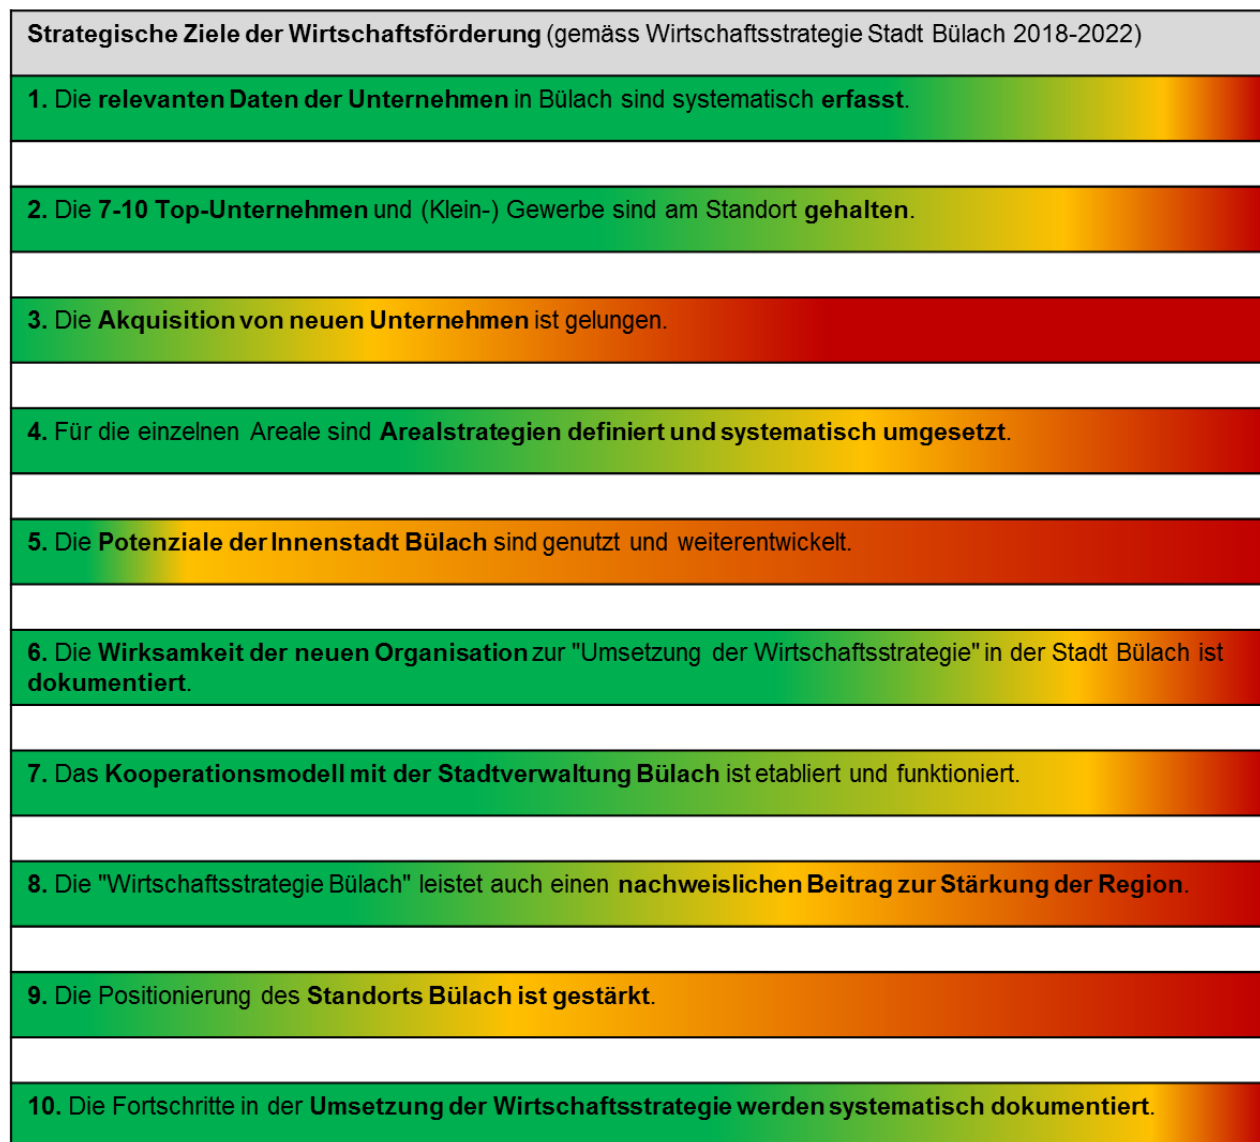 Strategische Ziele der Wirtschaftsförderung (gemäss Wirtschaftsstrategie Stadt Bülach 2018-2022)
1. Die relevanten Daten der Unternehmen in Bülach sind systematisch erfasst.
2. Die 7-10 Top-Unternehmen und (Klein-) Gewerbe sind am Standort gehalten.
3. Die Akquisition von neuen Unternehmen ist gelungen.
4. Für die einzelnen Areale sind Arealstrategien definiert und systematisch umgesetzt.
5. Die Potenziale der Innenstadt Bülach sind genutzt und weiterentwickelt.
6. Die Wirksamkeit der neuen Organisation zur "Umsetzung der Wirtschaftsstrategie" in der Stadt Bülach ist
dokumentiert.
7. Das Kooperationsmodell mit der Stadtverwaltung Bülach ist etabliert und funktioniert.
8. Die "Wirtschaftsstrategie Bülach" leistet auch einen nachweislichen Beitrag zur Stärkung der Region.
9. Die Positionierung des Standorts Bülach ist gestärkt.
10. Die Fortschritte in der Umsetzung der Wirtschaftsstrategie werden systematisch dokumentiert.